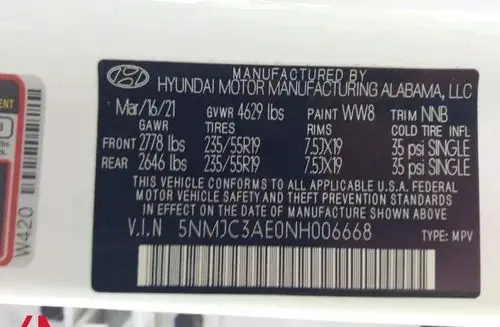 MANUFACTURED BY
HYUNDAI MOTOR MANUFACTURING ALABAMA, LLC
Mar/16/21 GVWR 4629 lbs PAINT WW8 TRIM NNB
GAWR TIRES RIMS COLD TIRE INFL
FRONT 2778 lbs 235/55R19 7.5JX19 35 psi SINGLE
REAR 2646 lbs 235/55R19 7.5JX19 35 psi SINGLE
THIS VEHICLE CONFORMS TO ALL APPLICABLE U.S.A. FEDERAL
MOTOR VEHICLE SAFETY, BUMPER, AND THEFT PREVENTION STANDARDS
IN EFFECT ON THE DATE OF MANUFACTURE SHOWN ABOVE.
V.I.N 5NMJC3AE0NH006668 TYPE: MPV
W420